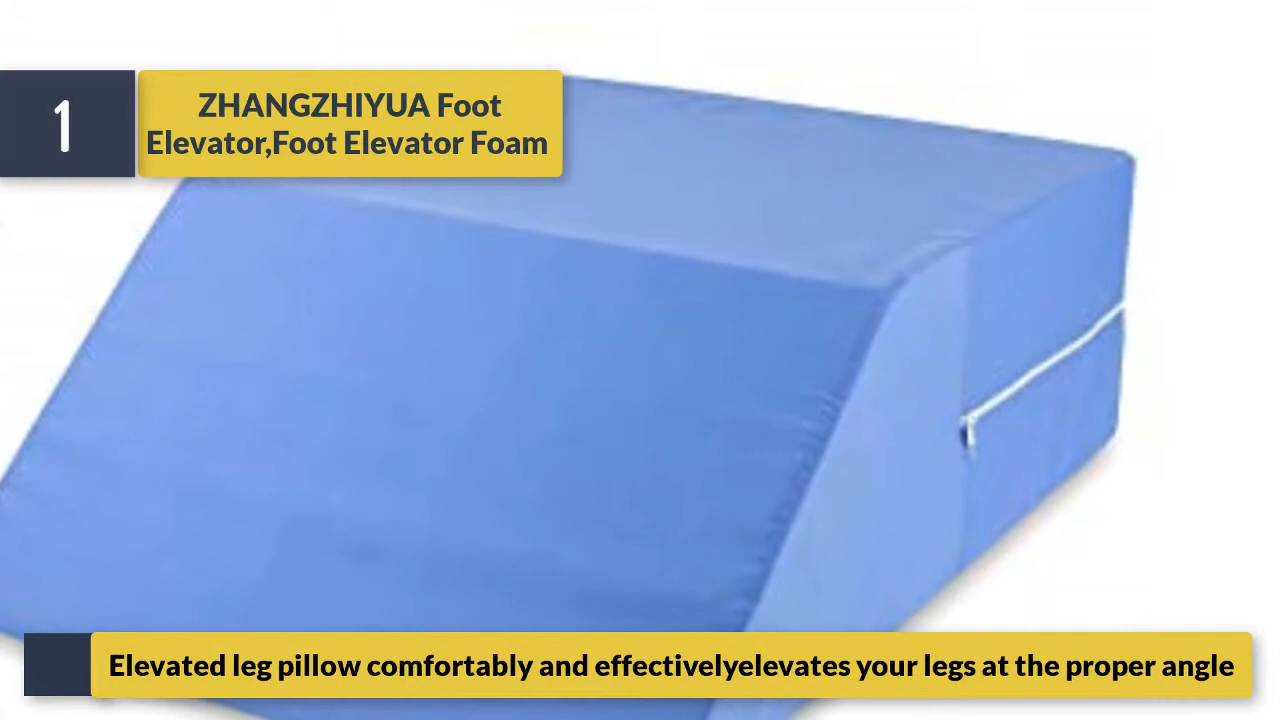 1
ZHANGZHIYUA Foot
Elevator,Foot Elevator Foam
Elevated leg pillow comfortably and effectivelyelevates your legs at the proper angle